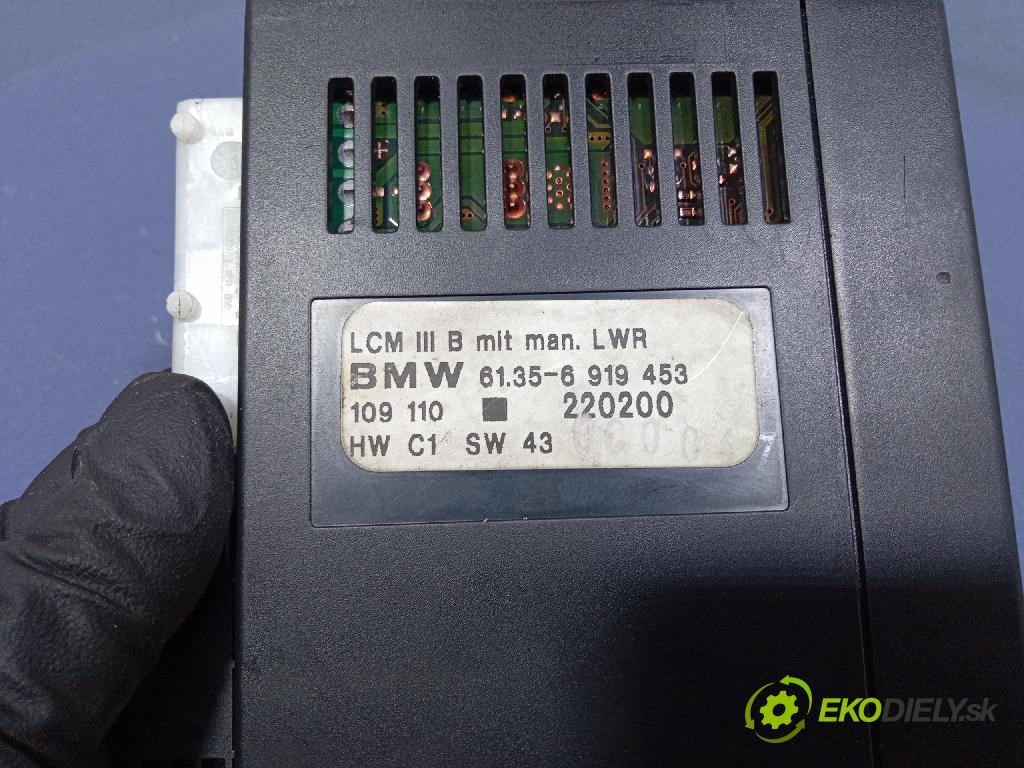 LCM III B mit man. LWR
BMW 61.35-6 919 453
109 110 220200
HW C1 SW 43
EKODIELY.sk